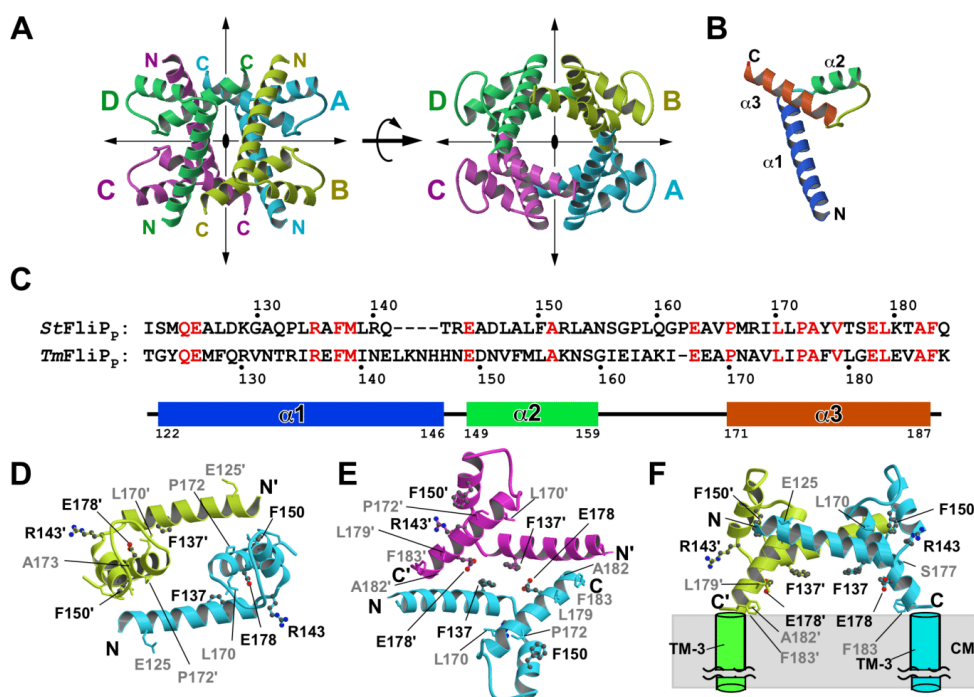 A
B
N C C N
D A
C B
N C C N
D B
C A
C
α2
α3
α1
N
C
130 140 150 160 170 180
StFliPP: ISMQEALDKGAQPLRAFMLRQ----TREADLALFARLANSGPLQGPEAVPMRILLPAYVTSELKTAFQ
TmFliPP: TGYQEMFQRVNTRIREFMINELKNHHNEDNVFMLAKNSGIEIAKI-EEAPNAVLIPAFVLGELEVAFK
130 140 150 160 170 180
α1 α2 α3
122 146 149 159 171 187
D
E125'
P172
L170'
E178'
R143'
N'
F150
F137'
A173
F150'
F137
N
E125
L170
P172'
E178
R143
E
F150'
P172'
L170'
R143'
F137'
E178
L179'
N'
F183'
C'
A182'
A182
C
F183
N
L179
E178'
F137
P172
L170
F150
F
F150'
E125
L170
F150
N
R143'
R143
S177
L179'
F137'
F137
C'
E178'
E178
C
A182'
F183'
F183
TM-3
TM-3
CM